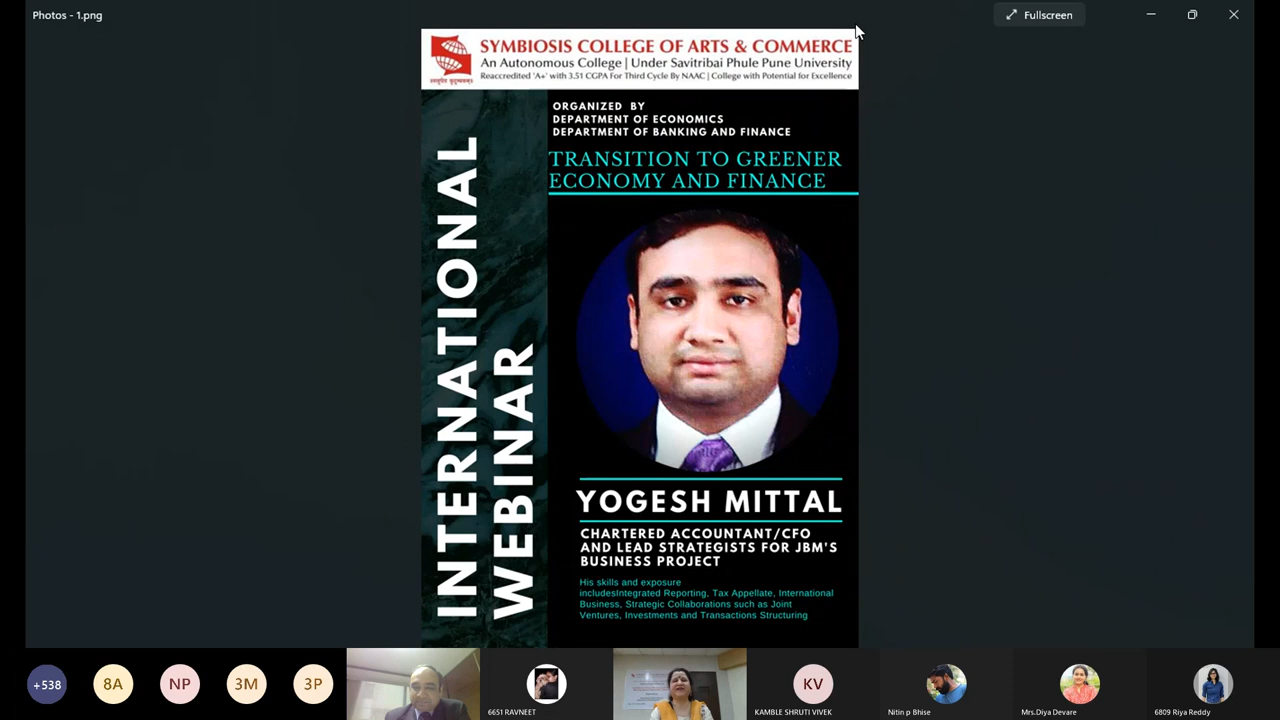 Photos - 1.png
Fullscreen
SYMBIOSIS COLLEGE OF ARTS & COMMERCE
An Autonomous College | Under Savitribai Phule Pune University
Reaccredited 'A+' with 3.51 CGPA For Third Cycle By NAAC | College with Potential for Excellence
INTERNATIONAL
WEBINAR
ORGANIZED BY
DEPARTMENT OF ECONOMICS
DEPARTMENT OF BANKING AND FINANCE
TRANSITION TO GREENER
ECONOMY AND FINANCE
YOGESH MITTAL
CHARTERED ACCOUNTANT/CFO
AND LEAD STRATEGISTS FOR JBM'S
BUSINESS PROJECT
His skills and exposure
includesIntegrated Reporting, Tax Appellate, International
Business, Strategic Collaborations such as Joint
Ventures, Investments and Transactions Structuring
+538
8A
NP
3M
3P
6651 RAVNEET
KV
KAMBLE SHRUTI VIVEK
Nitin p Bhise
Mrs.Diya Devare
6809 Riya Reddy